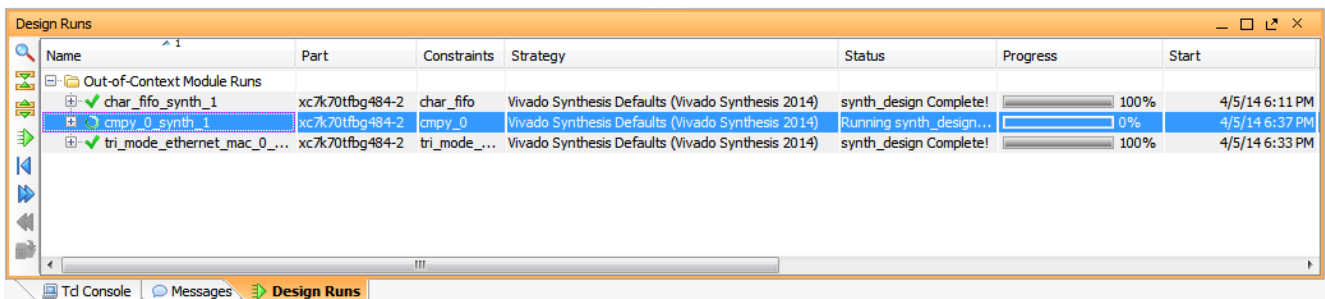 Design Runs
1
Name Part Constraints Strategy Status Progress Start
Out-of-Context Module Runs
char_fifo_synth_1 xc7k70tfbg484-2 char_fifo Vivado Synthesis Defaults (Vivado Synthesis 2014) synth_design Complete! 100% 4/5/14 6:11 PM
cmpy_0_synth_1 xc7k70tfbg484-2 cmpy_0 Vivado Synthesis Defaults (Vivado Synthesis 2014) Running synth_design... 0% 4/5/14 6:37 PM
tri_mode_ethernet_mac_0_... xc7k70tfbg484-2 tri_mode_... Vivado Synthesis Defaults (Vivado Synthesis 2014) synth_design Complete! 100% 4/5/14 6:33 PM
Tcl Console Messages Design Runs